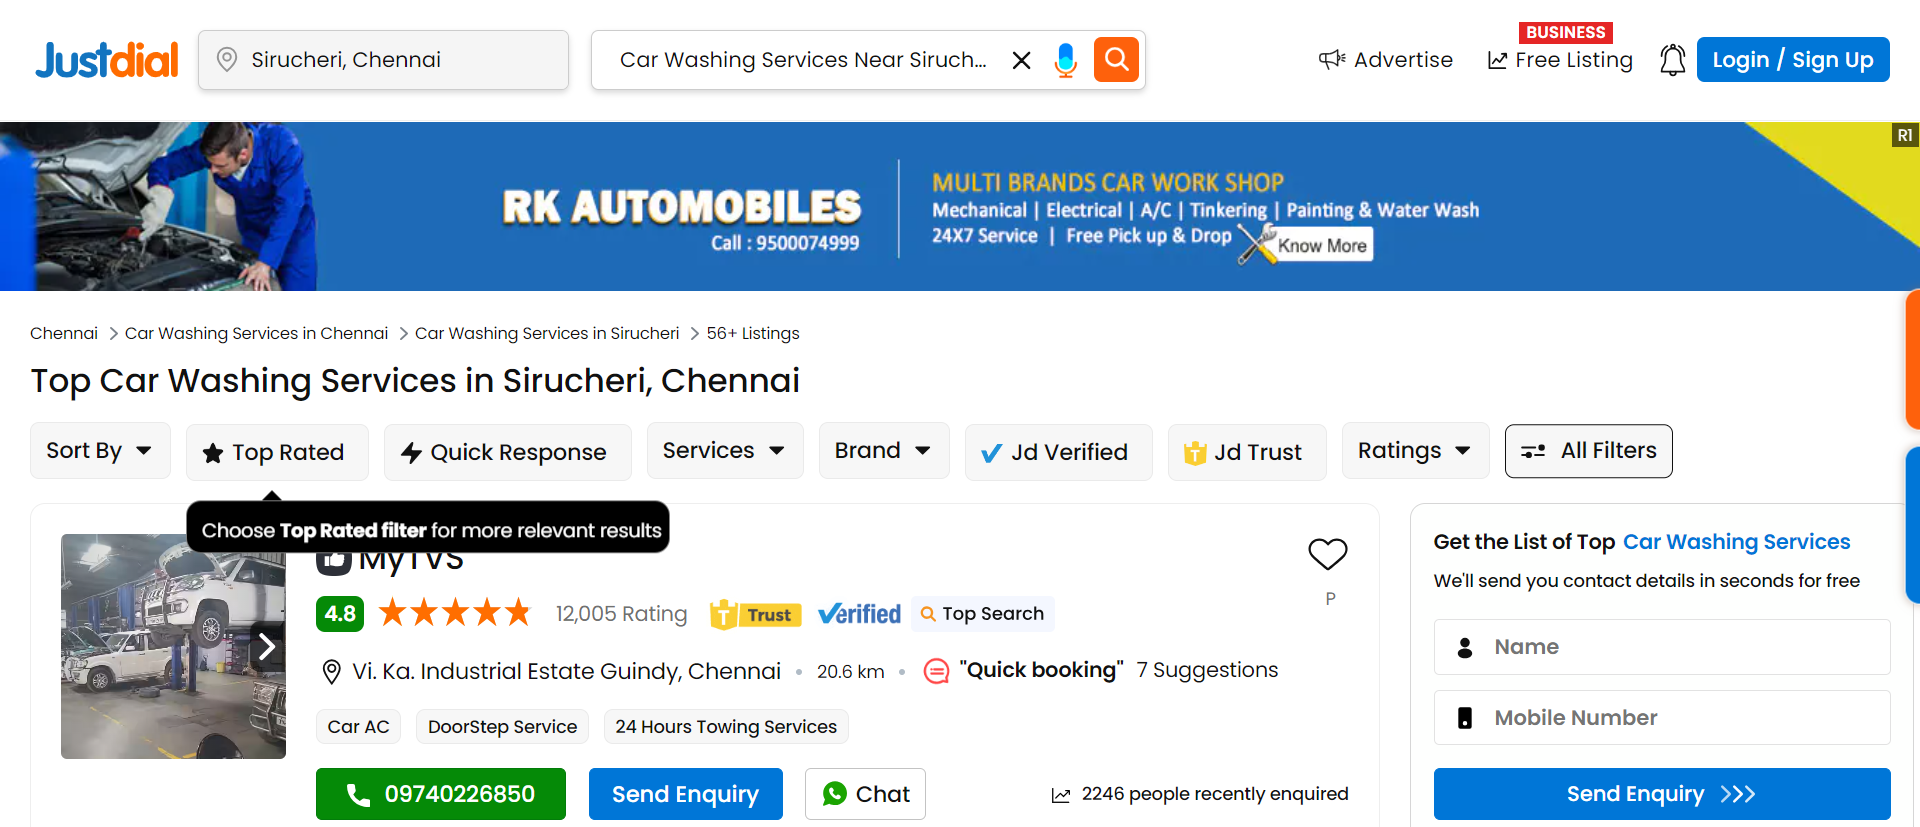 Justdial
Sirucheri, Chennai
Car Washing Services Near Siruch...
Advertise
BUSINESS
Free Listing
Login / Sign Up
R1
RK AUTOMOBILES
Call : 9500074999
MULTI BRANDS CAR WORK SHOP
Mechanical | Electrical | A/C | Tinkering | Painting & Water Wash
24X7 Service | Free Pick up & Drop
Know More
Chennai > Car Washing Services in Chennai > Car Washing Services in Sirucheri > 56+ Listings
Top Car Washing Services in Sirucheri, Chennai
Sort By
Top Rated
Quick Response
Services
Brand
Jd Verified
T Jd Trust
Ratings
All Filters
Choose Top Rated filter for more relevant results
MyTVS
4.8
12,005 Rating
T Trust
Verified
Top Search
P
Vi. Ka. Industrial Estate Guindy, Chennai • 20.6 km • "Quick booking" 7 Suggestions
Car AC
DoorStep Service
24 Hours Towing Services
09740226850
Send Enquiry
Chat
2246 people recently enquired
Get the List of Top Car Washing Services
We'll send you contact details in seconds for free
Name
Mobile Number
Send Enquiry